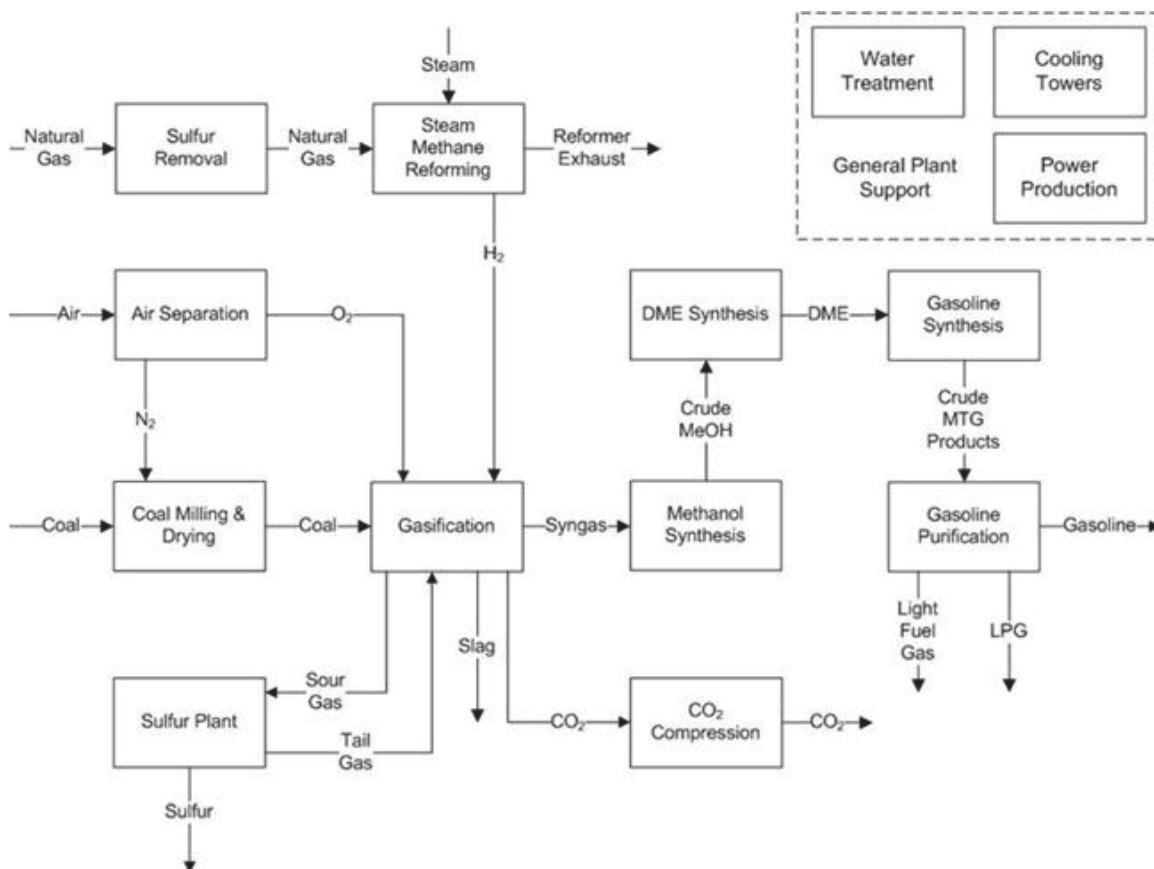 Steam
Water
Treatment
Cooling
Towers
Natural
Gas
Sulfur
Removal
Natural
Gas
Steam
Methane
Reforming
Reformer
Exhaust
General Plant
Support
Power
Production
H₂
Air
Air Separation
O₂
DME Synthesis
DME
Gasoline
Synthesis
N₂
Crude
MeOH
Crude
MTG
Products
Coal
Coal Milling &
Drying
Coal
Gasification
Syngas
Methanol
Synthesis
Gasoline
Purification
Gasoline
Light
Fuel
Gas
LPG
Slag
Sour
Gas
Sulfur Plant
Tail
Gas
CO₂
CO₂
Compression
CO₂
Sulfur